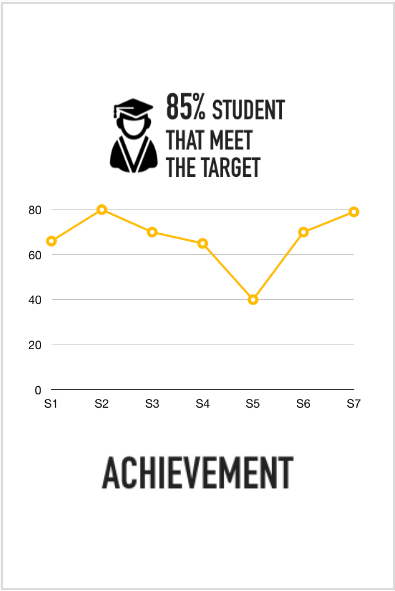 85% STUDENT
THAT MEET
THE TARGET
80
60
40
20
0
S1 S2 S3 S4 S5 S6 S7
ACHIEVEMENT